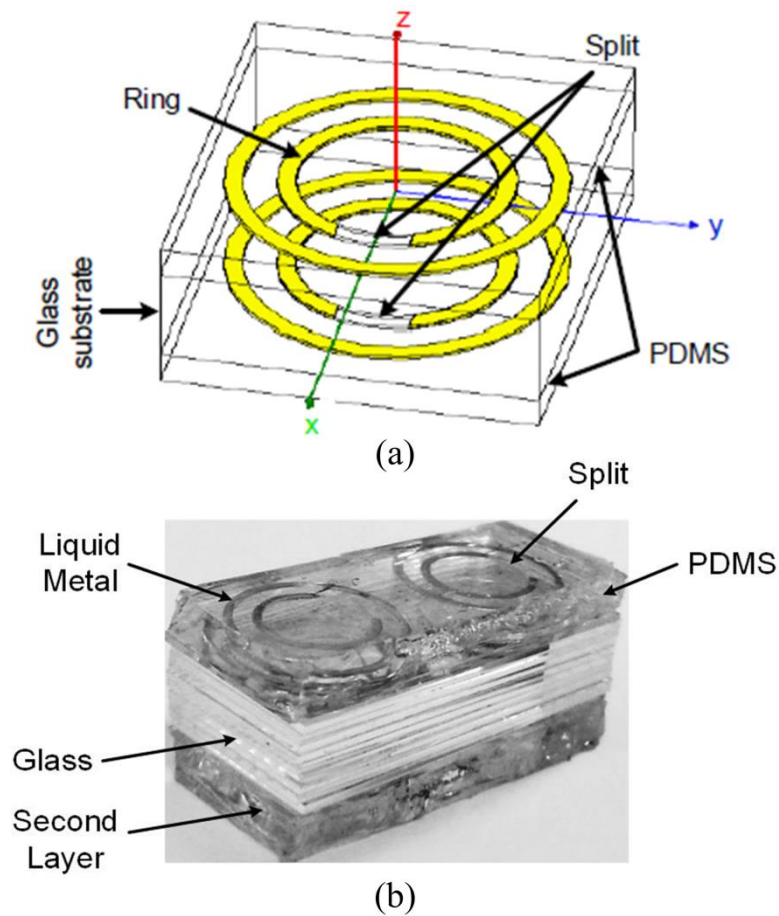 z
Split
Ring
y
Glass
substrate
PDMS
x
(a)
Split
Liquid
Metal
PDMS
Glass
Second
Layer
(b)